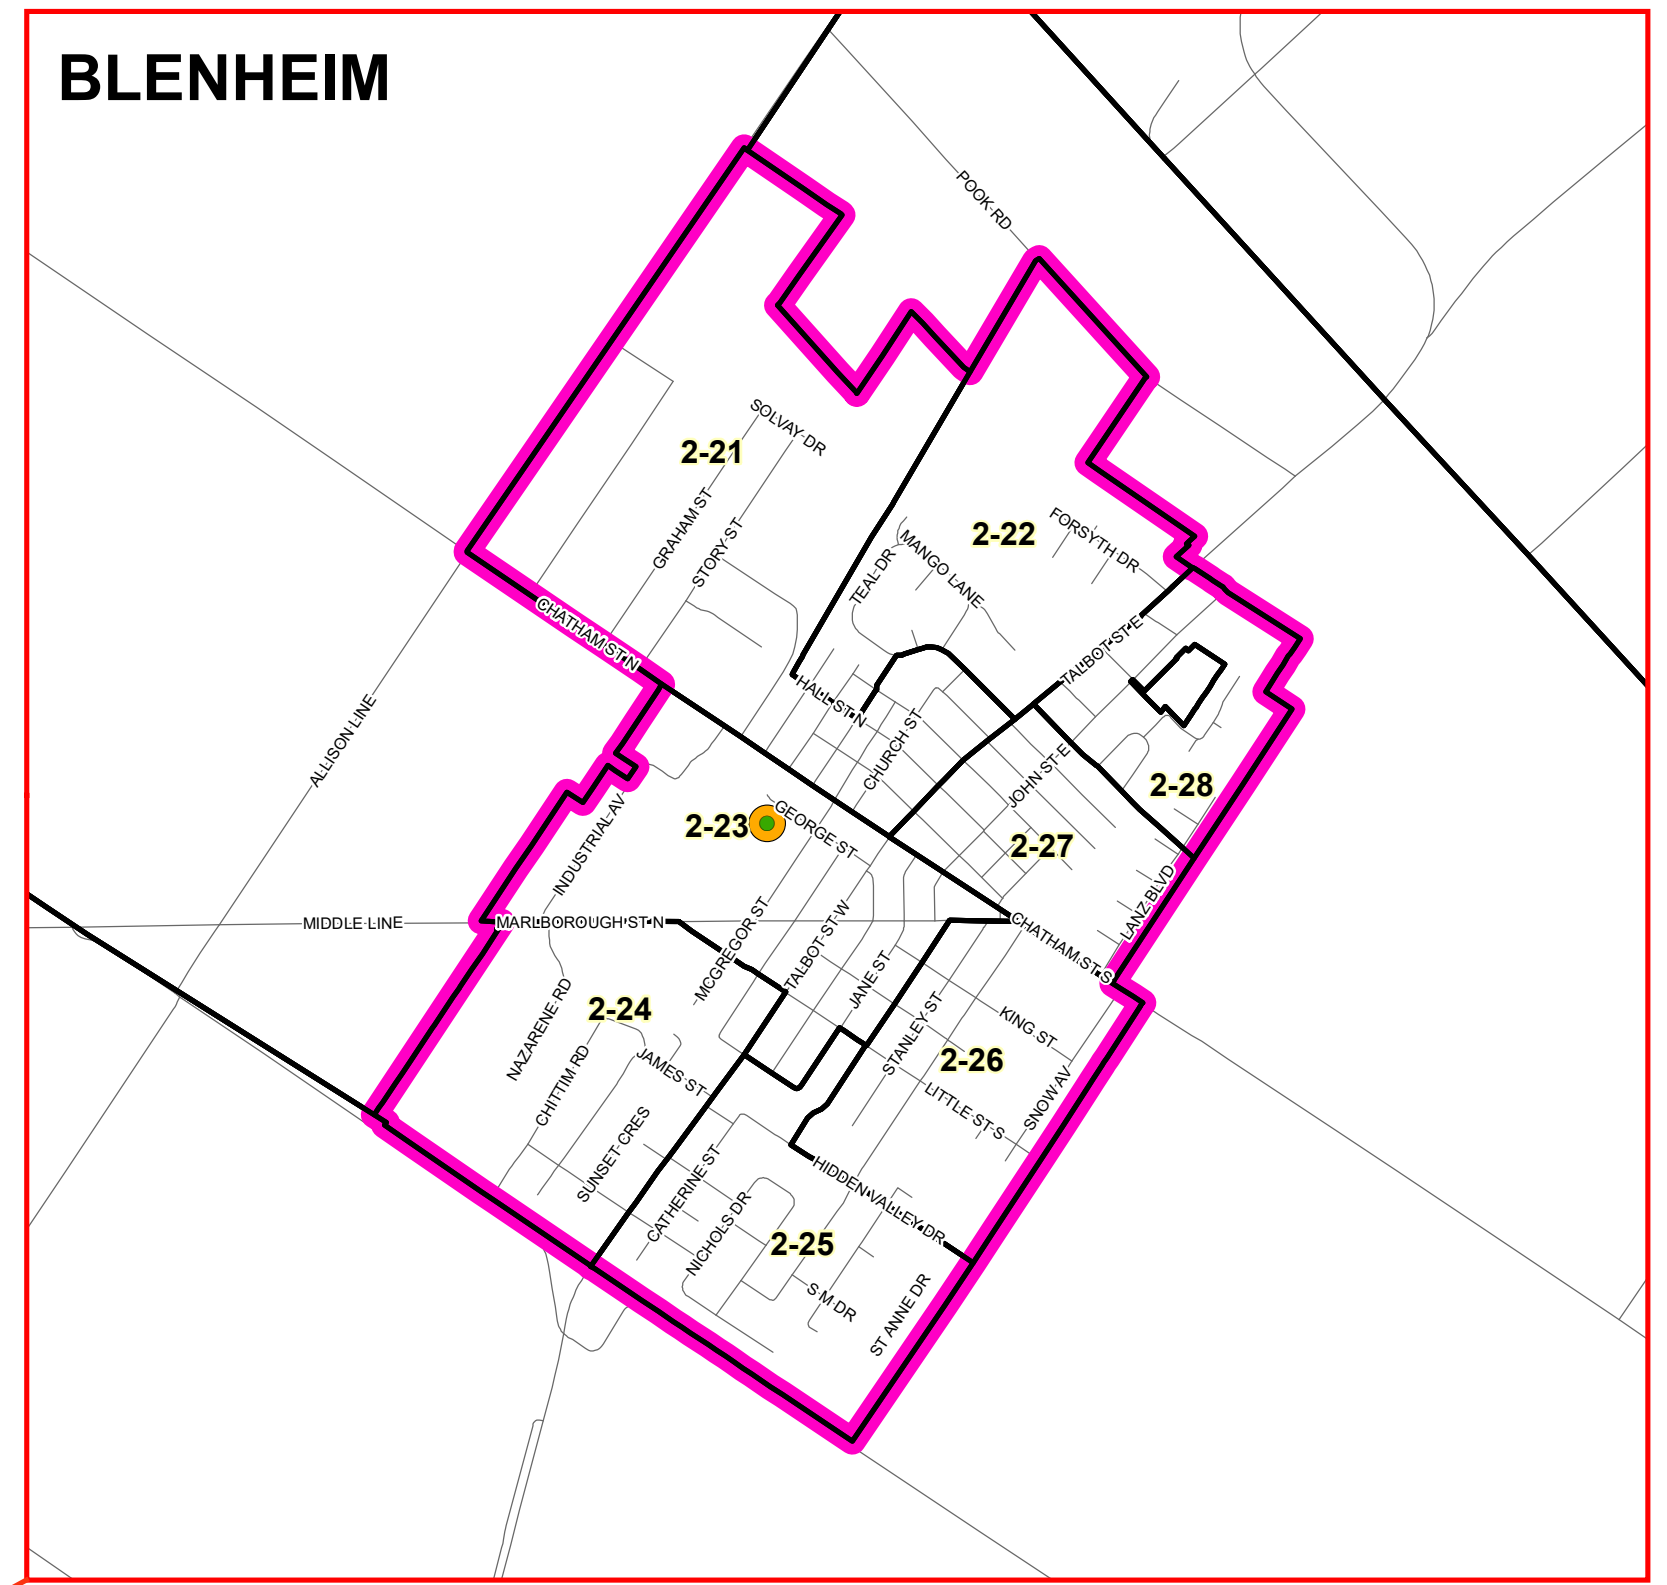 BLENHEIM
POOK RD
SOLVAY DR
2-21
GRAHAM ST
STORY ST
2-22
FORSYTH DR
MANGO LANE
TEAL DR
CHATHAM ST N
TALBOT ST E
HALL ST N
CHURCH ST
JOHN ST E
ALLISON LINE
2-28
2-23
GEORGE ST
2-27
INDUSTRIAL AV
LANZ BLVD
MIDDLE LINE
MARLBOROUGH ST N
MCGREGOR ST
TALBOT ST W
CHATHAM ST S
JANE ST
NAZARENE RD
2-24
STANLEY ST
KING ST
2-26
CHITTIM RD
JAMES ST
LITTLE ST S
SNOW AV
SUNSET CRES
CATHERINE ST
HIDDEN VALLEY DR
NICHOLS DR
2-25
S M DR
ST ANNE DR